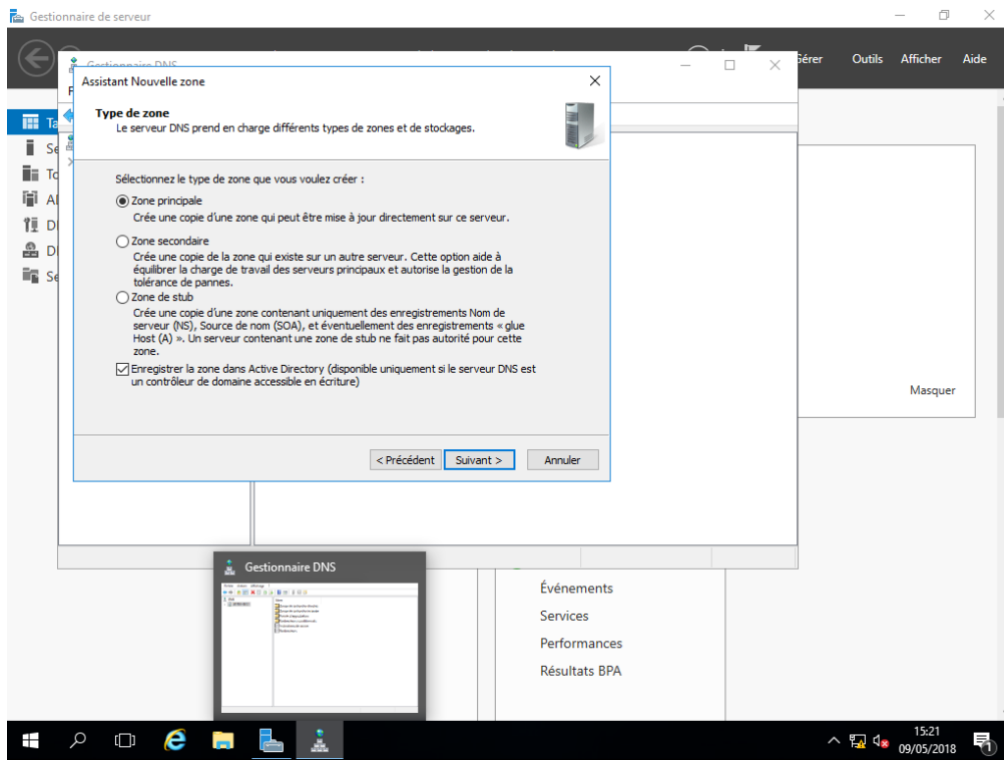 Gestionnaire de serveur
Gérer Outils Afficher Aide
Gestionnaire DNS
Assistant Nouvelle zone
Type de zone
Le serveur DNS prend en charge différents types de zones et de stockages.
Sélectionnez le type de zone que vous voulez créer :
Zone principale
Crée une copie d'une zone qui peut être mise à jour directement sur ce serveur.
Zone secondaire
Crée une copie de la zone qui existe sur un autre serveur. Cette option aide à
équilibrer la charge de travail des serveurs principaux et autorise la gestion de la
tolérance de pannes.
Zone de stub
Crée une copie d'une zone contenant uniquement des enregistrements Nom de
serveur (NS), Source de nom (SOA), et éventuellement des enregistrements « glue
Host (A) ». Un serveur contenant une zone de stub ne fait pas autorité pour cette
zone.
Enregistrer la zone dans Active Directory (disponible uniquement si le serveur DNS est
un contrôleur de domaine accessible en écriture)
< Précédent Suivant > Annuler
Masquer
Gestionnaire DNS
Événements
Services
Performances
Résultats BPA
15:21
09/05/2018